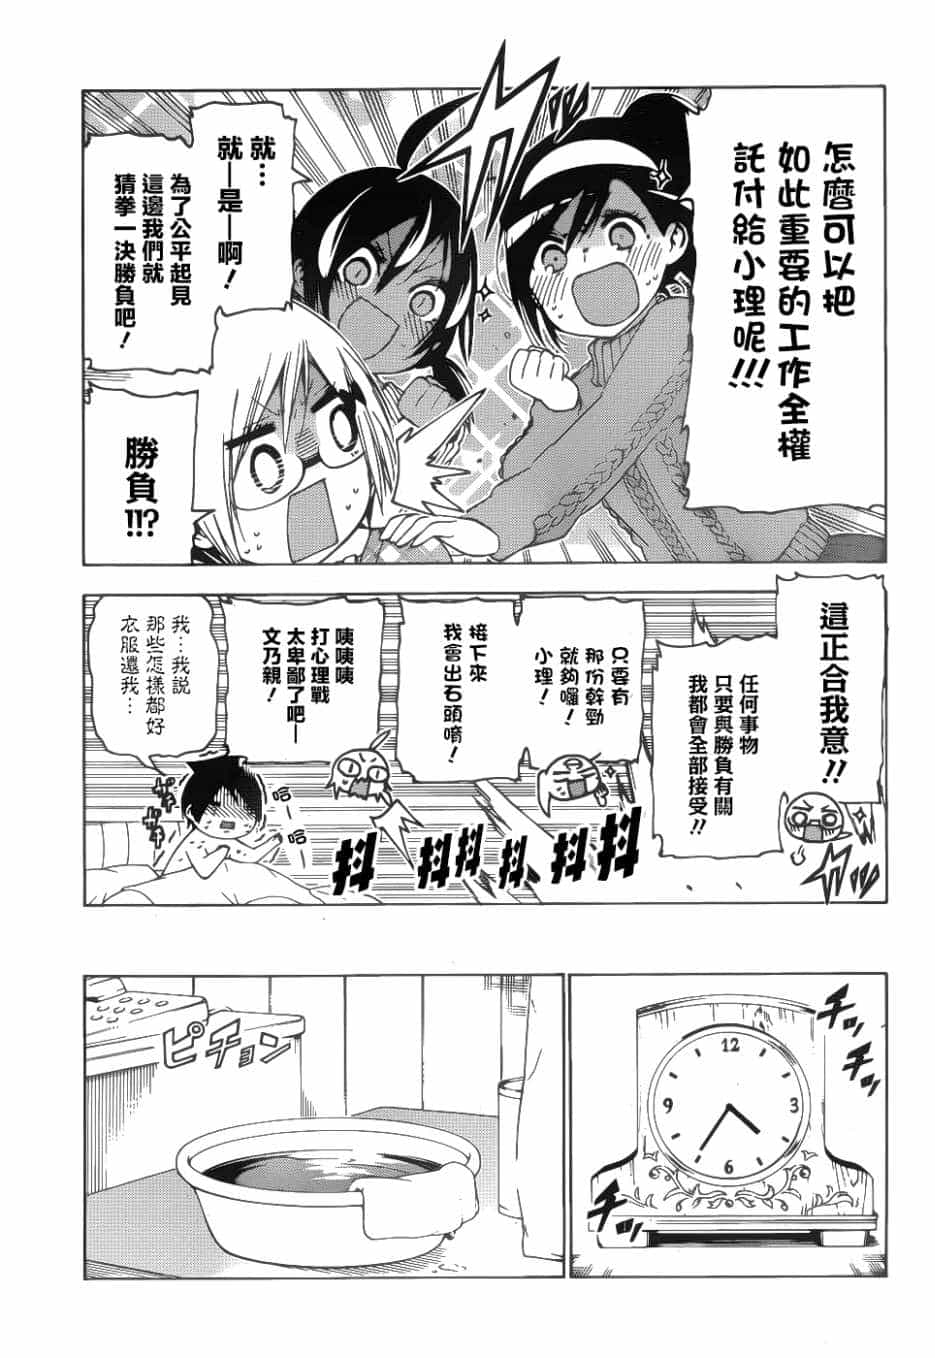 怎麼可以把
如此重要的工作全權
託付給小理呢!!!
就…
就—是—啊!
為了公平起見
這邊我們就
猜拳一決勝負吧!
勝負!!?
這正合我意!!
任何事物
只要與勝負有關
我都會全部接受!!
只要有
那份幹勁
就夠囉!
小理!
接下來
我會出石頭唷!
咦咦咦
打心理戰
太卑鄙了吧—
文乃親!
我…我說
那些怎樣都好
衣服還我…
哈—哈—
抖
抖抖
抖
抖抖
チッ
チッ
12
3
6
9
チッ
ピチョン